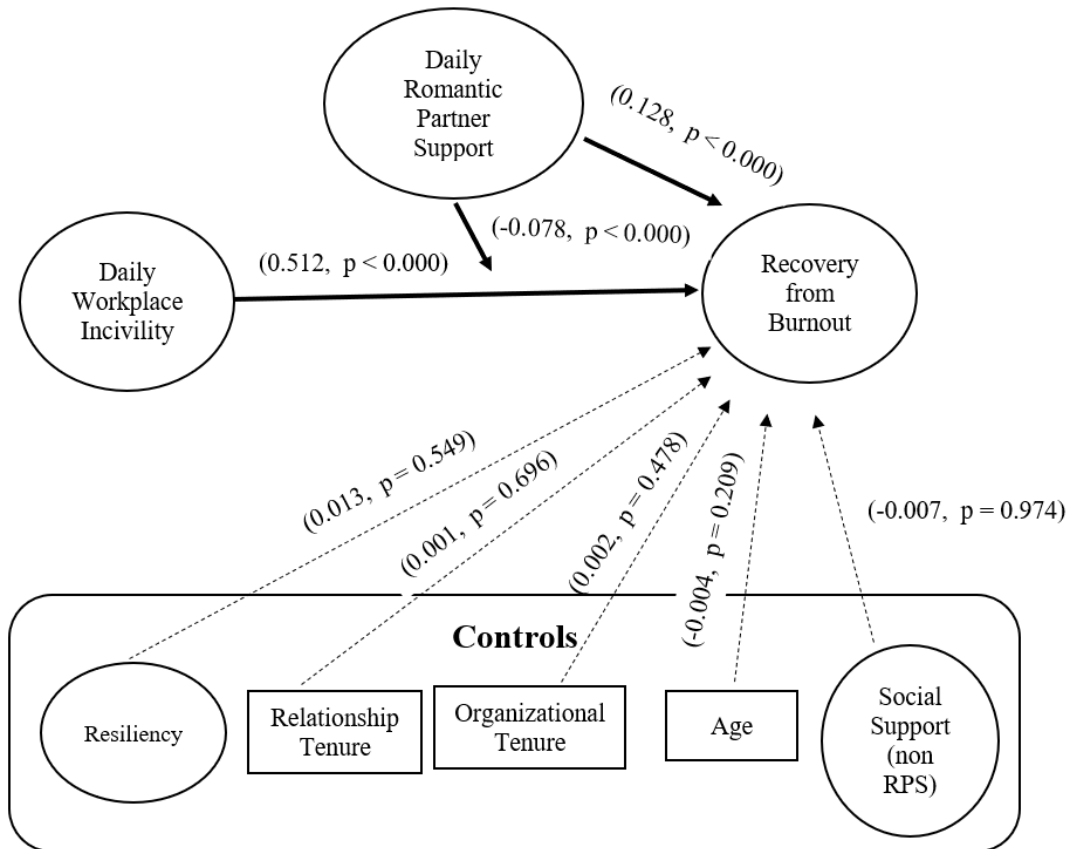 Daily
Romantic
Partner
Support
(0.128, p < 0.000)
(-0.078, p < 0.000)
(0.512, p < 0.000)
Daily
Workplace
Incivility
Recovery
from
Burnout
(0.013, p = 0.549)
(0.001, p = 0.696)
(0.002, p = 0.478)
(-0.004, p = 0.209)
(-0.007, p = 0.974)
Controls
Resiliency
Relationship
Tenure
Organizational
Tenure
Age
Social
Support
(non
RPS)